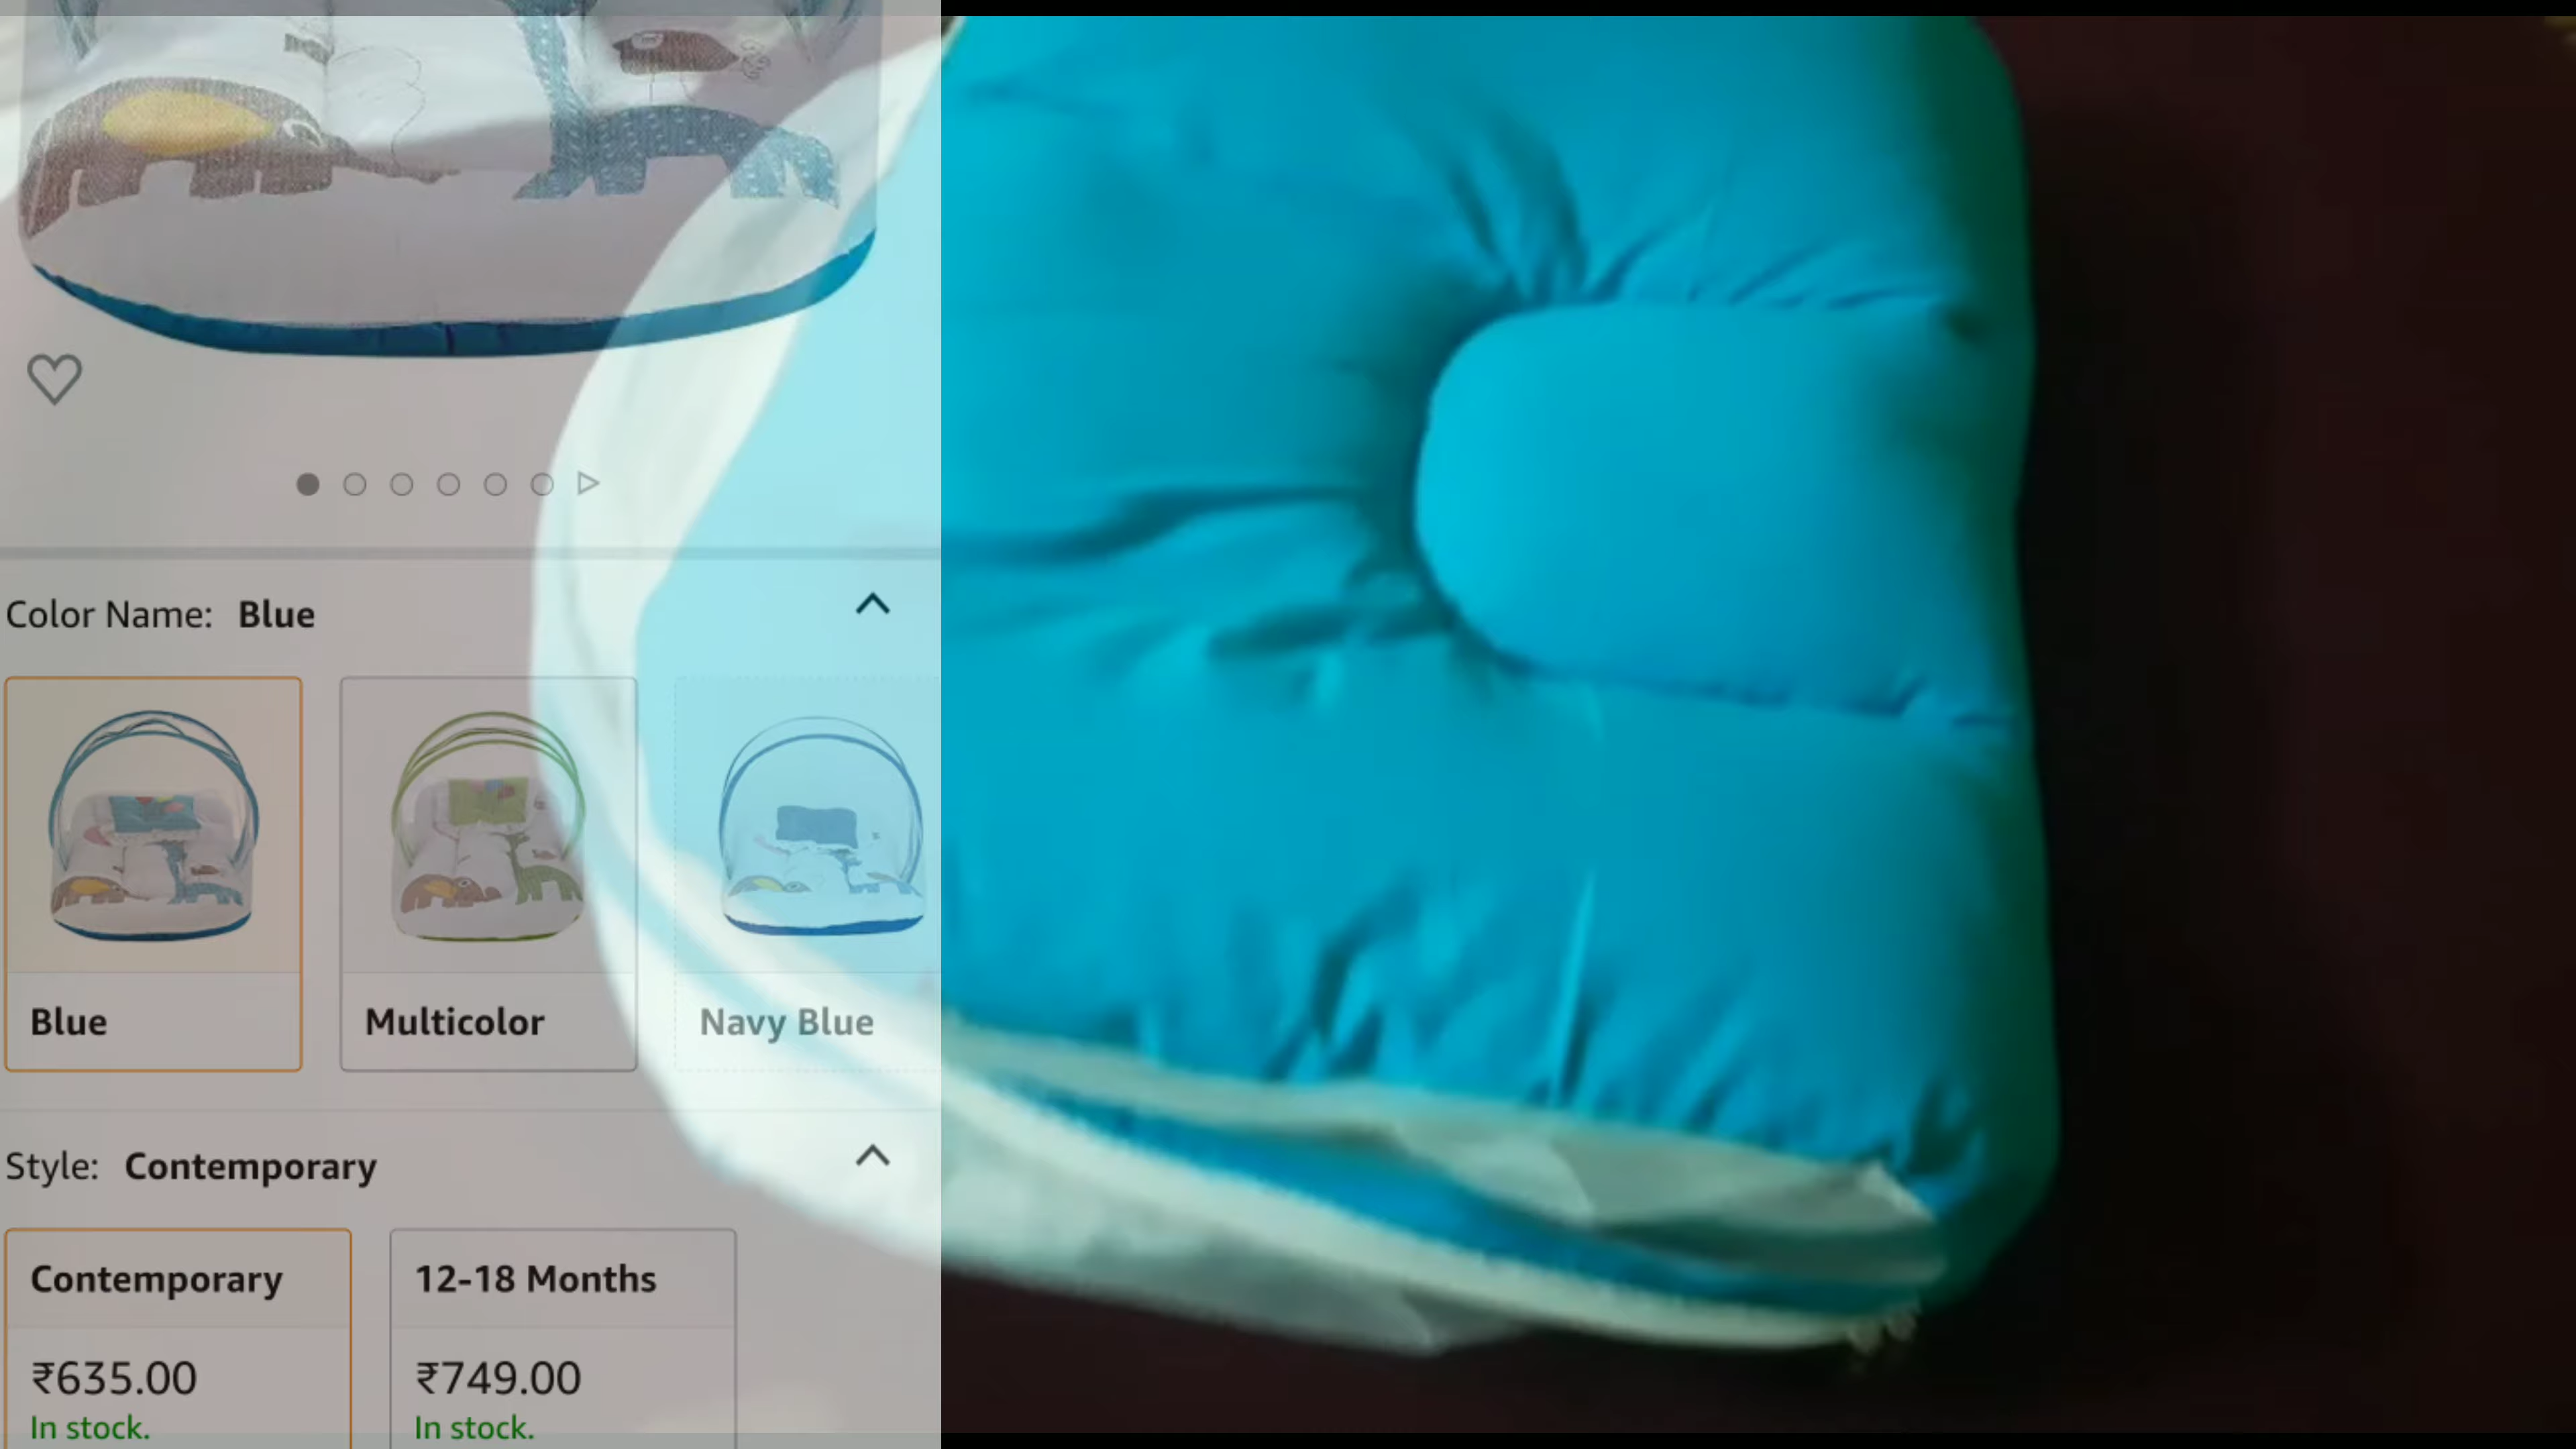 Color Name: Blue
Blue
Multicolor
Navy Blue
Style: Contemporary
Contemporary
12-18 Months
₹635.00
₹749.00
In stock.
In stock.